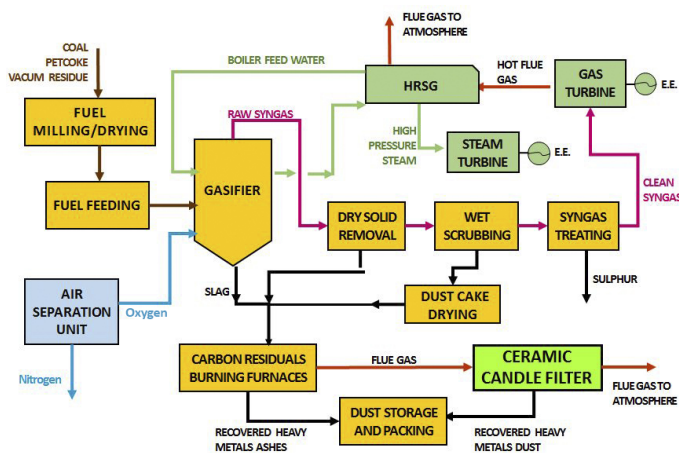 COAL
PETCOKE
VACUM RESIDUE
FLUE GAS TO
ATMOSPHERE
BOILER FEED WATER
HRSG
HOT FLUE
GAS
GAS
TURBINE
E.E.
FUEL
MILLING/DRYING
RAW SYNGAS
HIGH
PRESSURE
STEAM
STEAM
TURBINE
E.E.
CLEAN
SYNGAS
GASIFIER
FUEL FEEDING
DRY SOLID
REMOVAL
WET
SCRUBBING
SYNGAS
TREATING
AIR
SEPARATION
UNIT
Oxygen
SLAG
DUST CAKE
DRYING
SULPHUR
Nitrogen
CARBON RESIDUALS
BURNING FURNACES
FLUE GAS
CERAMIC
CANDLE FILTER
FLUE GAS TO
ATMOSPHERE
DUST STORAGE
AND PACKING
RECOVERED HEAVY
METALS ASHES
RECOVERED HEAVY
METALS DUST